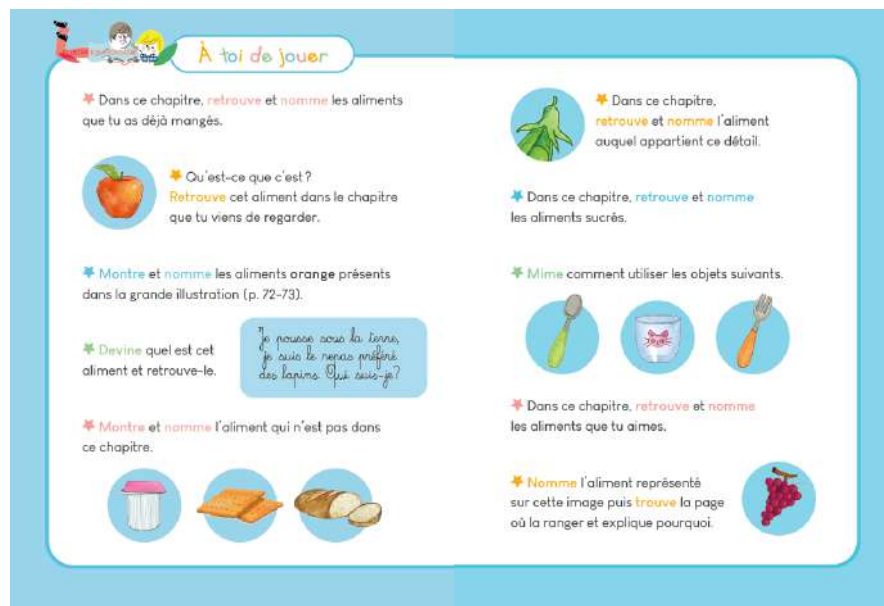 À toi de jouer
Dans ce chapitre, retrouve et nomme les aliments
que tu as déjà mangés.
Qu'est-ce que c'est ?
Retrouve cet aliment dans le chapitre
que tu viens de regarder.
Montre et nomme les aliments orange présents
dans la grande illustration (p. 72-73).
Devine quel est cet
aliment et retrouve-le.
Je pousse sous la terre,
je suis le repas préféré
des lapins. Qui suis-je ?
Montre et nomme l'aliment qui n'est pas dans
ce chapitre.
Dans ce chapitre,
retrouve et nomme l'aliment
auquel appartient ce détail.
Dans ce chapitre, retrouve et nomme
les aliments sucrés.
Mime comment utiliser les objets suivants.
Dans ce chapitre, retrouve et nomme
les aliments que tu aimes.
Nomme l'aliment représenté
sur cette image puis trouve la page
où la ranger et explique pourquoi.